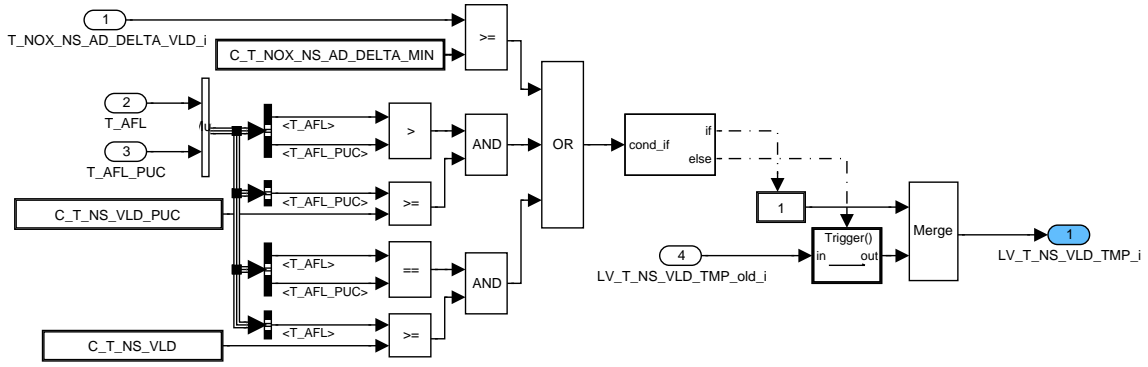 1
T_NOX_NS_AD_DELTA_VLD_i
C_T_NOX_NS_AD_DELTA_MIN
>=
2
T_AFL
3
T_AFL_PUC
<T_AFL>
<T_AFL_PUC>
>
AND
<T_AFL_PUC>
>=
C_T_NS_VLD_PUC
<T_AFL>
<T_AFL_PUC>
==
AND
<T_AFL>
>=
C_T_NS_VLD
OR
cond_if
if
else
1
4
LV_T_NS_VLD_TMP_old_i
Trigger()
in
out
Merge
1
LV_T_NS_VLD_TMP_i